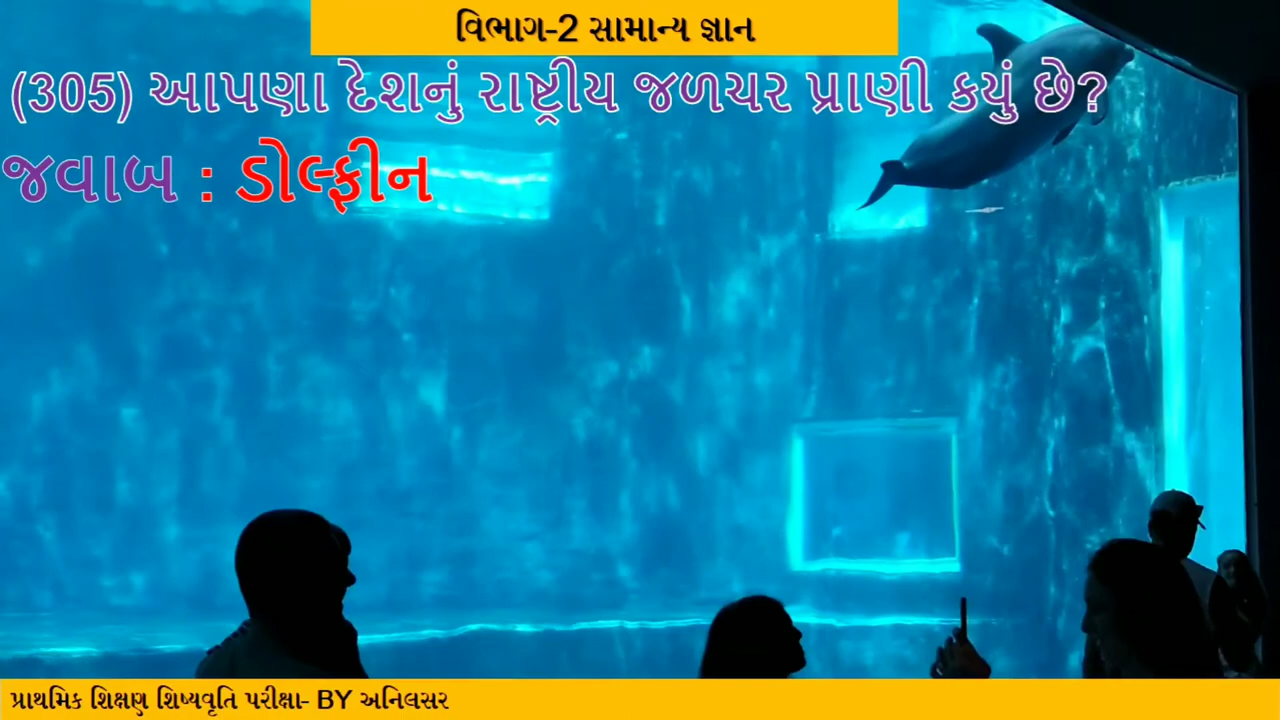 વિભાગ-2 સામાન્ય જ્ઞાન
(305) આપણા દેશનું રાષ્ટ્રીય જળચર પ્રાણી કયું છે?
જવાબ : ડોલ્ફીન
પ્રાથમિક શિક્ષણ શિષ્યવૃતિ પરીક્ષા- BY અનિલસર